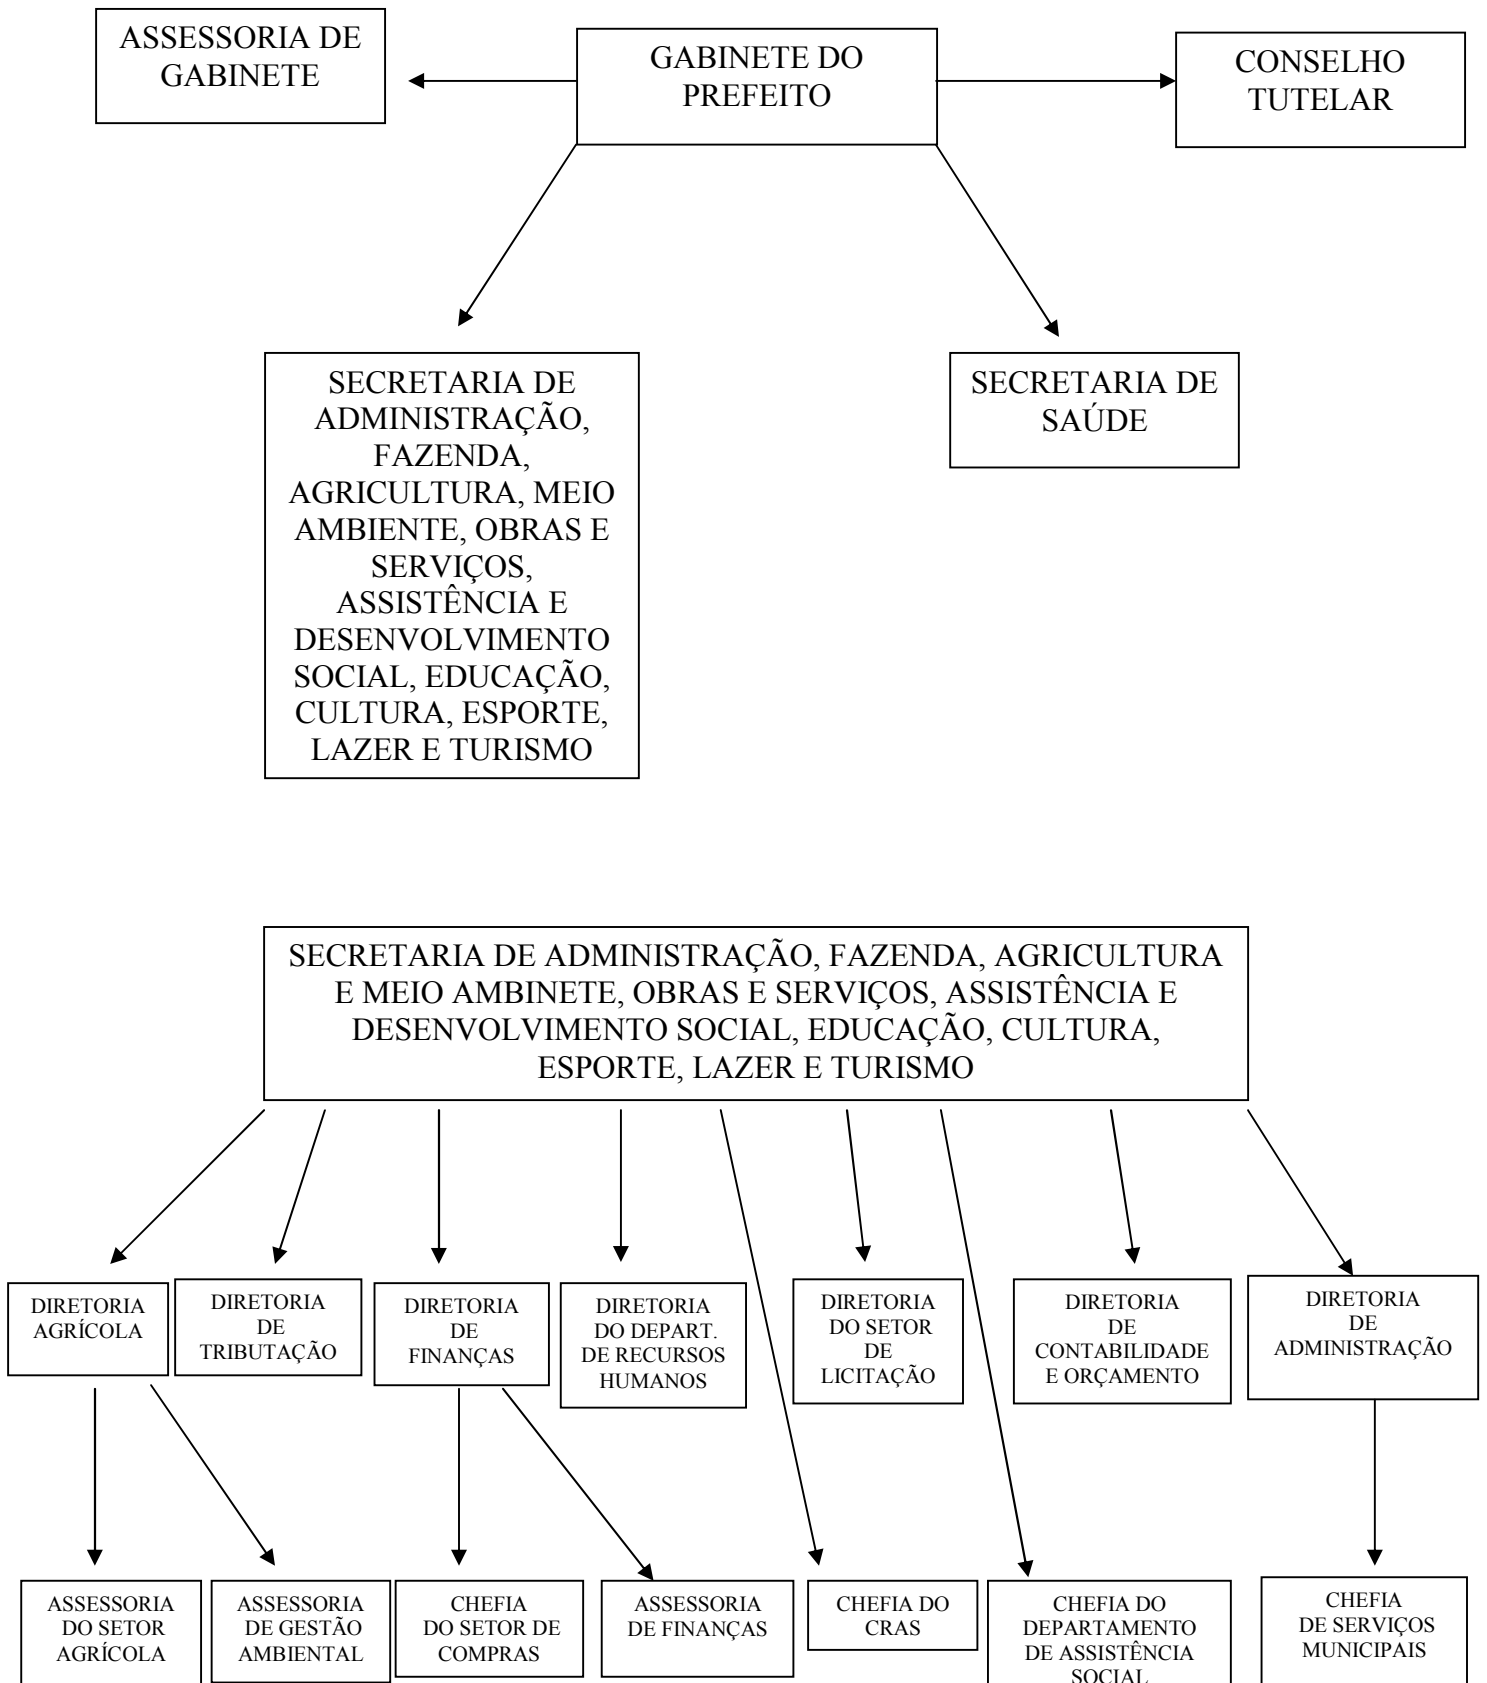 ASSESSORIA DE
GABINETE
GABINETE DO
PREFEITO
CONSELHO
TUTELAR
SECRETARIA DE
ADMINISTRAÇÃO,
FAZENDA,
AGRICULTURA, MEIO
AMBIENTE, OBRAS E
SERVIÇOS,
ASSISTÊNCIA E
DESENVOLVIMENTO
SOCIAL, EDUCAÇÃO,
CULTURA, ESPORTE,
LAZER E TURISMO
SECRETARIA DE
SAÚDE
SECRETARIA DE ADMINISTRAÇÃO, FAZENDA, AGRICULTURA
E MEIO AMBINETE, OBRAS E SERVIÇOS, ASSISTÊNCIA E
DESENVOLVIMENTO SOCIAL, EDUCAÇÃO, CULTURA,
ESPORTE, LAZER E TURISMO
DIRETORIA
AGRÍCOLA
DIRETORIA
DE
TRIBUTAÇÃO
DIRETORIA
DE
FINANÇAS
DIRETORIA
DO DEPART.
DE RECURSOS
HUMANOS
DIRETORIA
DO SETOR
DE
LICITAÇÃO
DIRETORIA
DE
CONTABILIDADE
E ORÇAMENTO
DIRETORIA
DE
ADMINISTRAÇÃO
ASSESSORIA
DO SETOR
AGRÍCOLA
ASSESSORIA
DE GESTÃO
AMBIENTAL
CHEFIA
DO SETOR DE
COMPRAS
ASSESSORIA
DE FINANÇAS
CHEFIA DO
CRAS
CHEFIA DO
DEPARTAMENTO
DE ASSISTÊNCIA
SOCIAL
CHEFIA
DE SERVIÇOS
MUNICIPAIS